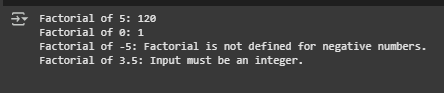 Factorial of 5: 120
Factorial of 0: 1
Factorial of -5: Factorial is not defined for negative numbers.
Factorial of 3.5: Input must be an integer.